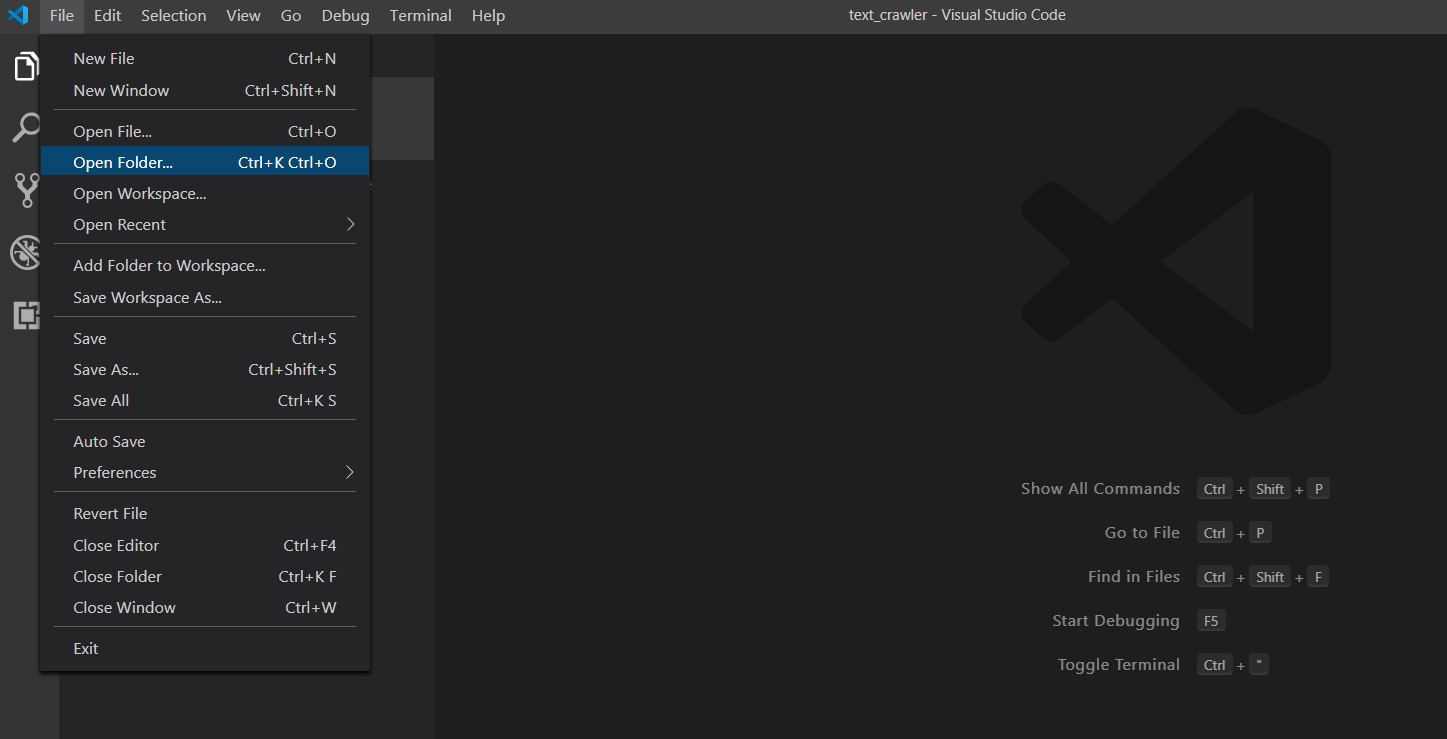 File Edit Selection View Go Debug Terminal Help text_crawler - Visual Studio Code
New File Ctrl+N
New Window Ctrl+Shift+N
Open File... Ctrl+O
Open Folder... Ctrl+K Ctrl+O
Open Workspace...
Open Recent
Add Folder to Workspace...
Save Workspace As...
Save Ctrl+S
Save As... Ctrl+Shift+S
Save All Ctrl+K S
Auto Save
Preferences
Revert File
Close Editor Ctrl+F4
Close Folder Ctrl+K F
Close Window Ctrl+W
Exit
Show All Commands Ctrl + Shift + P
Go to File Ctrl + P
Find in Files Ctrl + Shift + F
Start Debugging F5
Toggle Terminal Ctrl + "